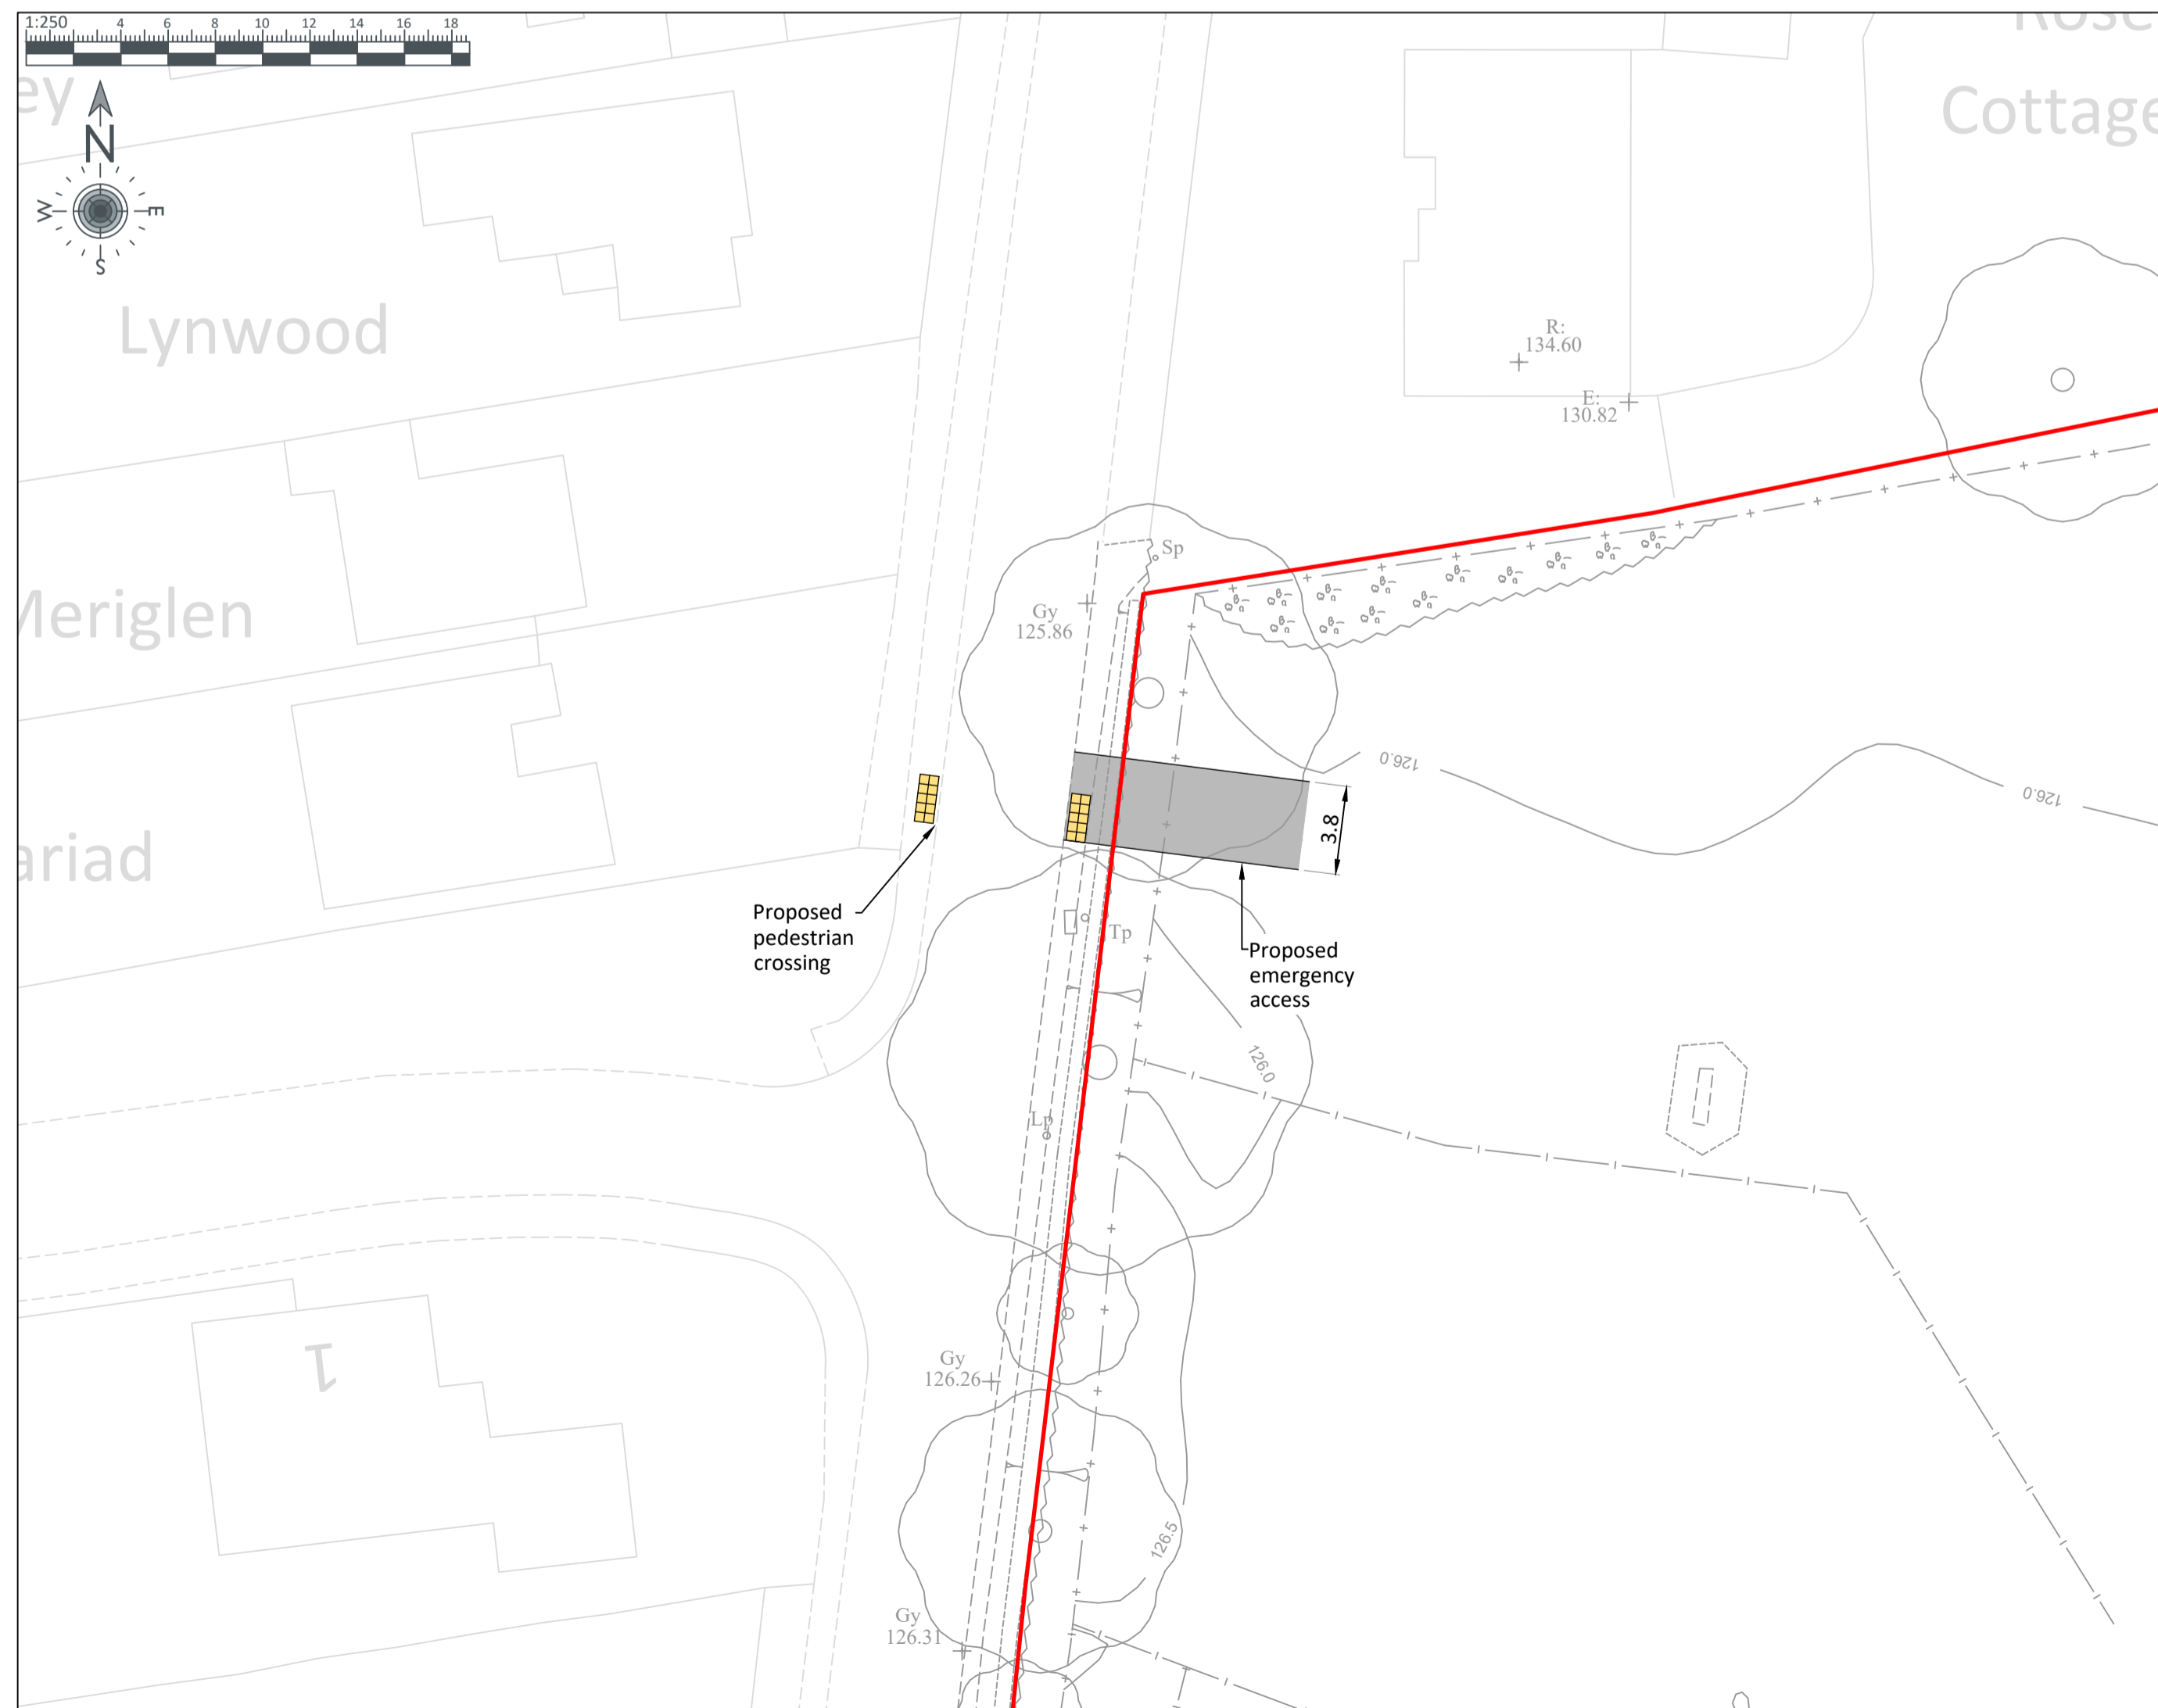 1:250 4 6 8 10 12 14 16 18
N
W E
S
ey
Rose
Cottage
Lynwood
R:
134.60
E:
130.82
Sp
Gy
125.86
Meriglen
126.0
126.0
3.8
ariad
Proposed
pedestrian
crossing
Tp
Proposed
emergency
access
126.0
Lp
1
Gy
126.26
126.5
Gy
126.31